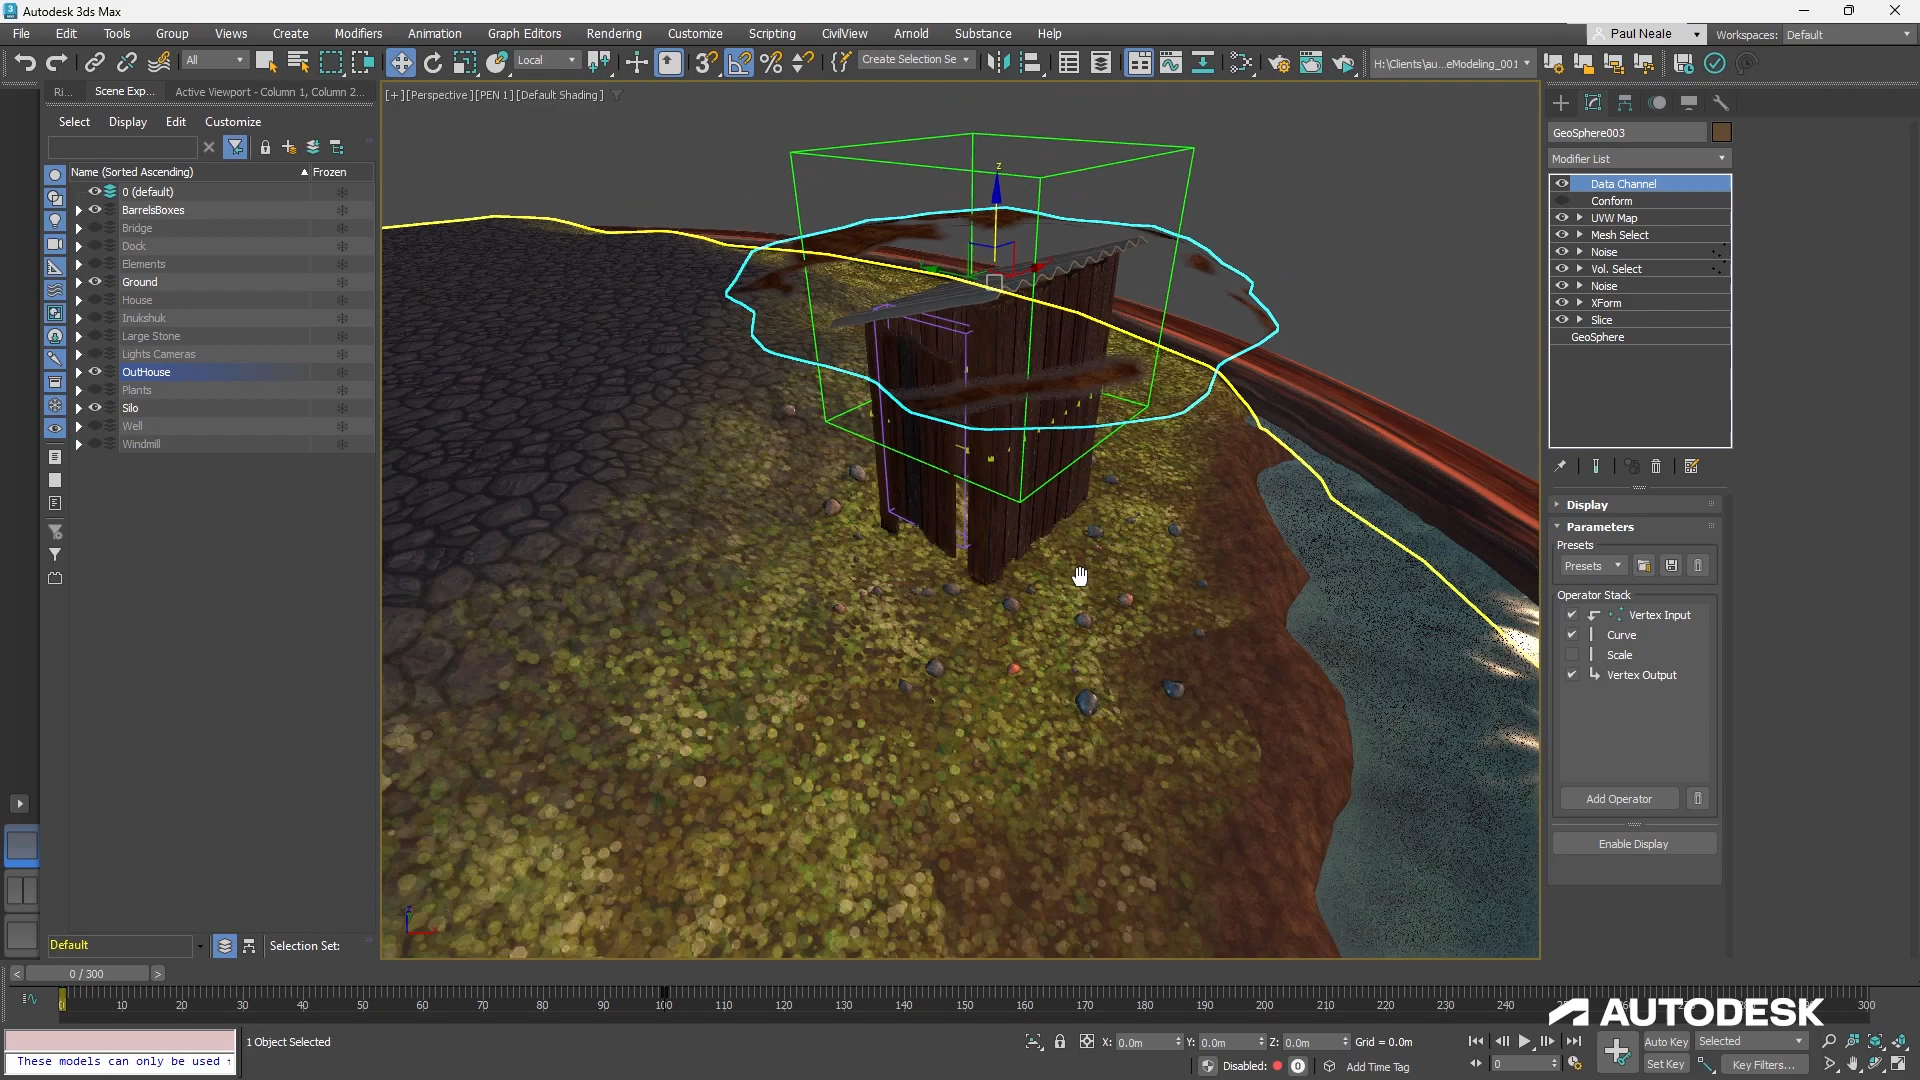 Autodesk 3ds Max
File Edit Tools Group Views Create Modifiers Animation Graph Editors Rendering Customize Scripting CivilView Arnold Substance Help
Paul Neale Workspaces: Default
All Local Create Selection Se H:\Clients\au...eModeling_001
Ri... Scene Exp... Active Viewport - Column 1, Column 2...
[+][Perspective][PEN 1][Default Shading]
Select Display Edit Customize
Name (Sorted Ascending) Frozen
0 (default)
BarrelsBoxes
Bridge
Dock
Elements
Ground
House
Inukshuk
Large Stone
Lights Cameras
OutHouse
Plants
Silo
Well
Windmill
z
GeoSphere003
Modifier List
Data Channel
Conform
UVW Map
Mesh Select
Noise
Vol. Select
Noise
XForm
Slice
GeoSphere
Display
Parameters
Presets
Presets
Operator Stack
Vertex Input
Curve
Scale
Vertex Output
Add Operator
Enable Display
Default Selection Set:
< 0 / 300 >
0 10 20 30 40 50 60 70 80 90 100 110 120 130 140 150 160 170 180 190 200 210 220 230 240 300
AUTODESK
1 Object Selected X: 0.0m Y: 0.0m Z: 0.0m Grid = 0.0m Auto Key Selected
These models can only be used Disabled: 0 Add Time Tag 0 Set Key Key Filters...